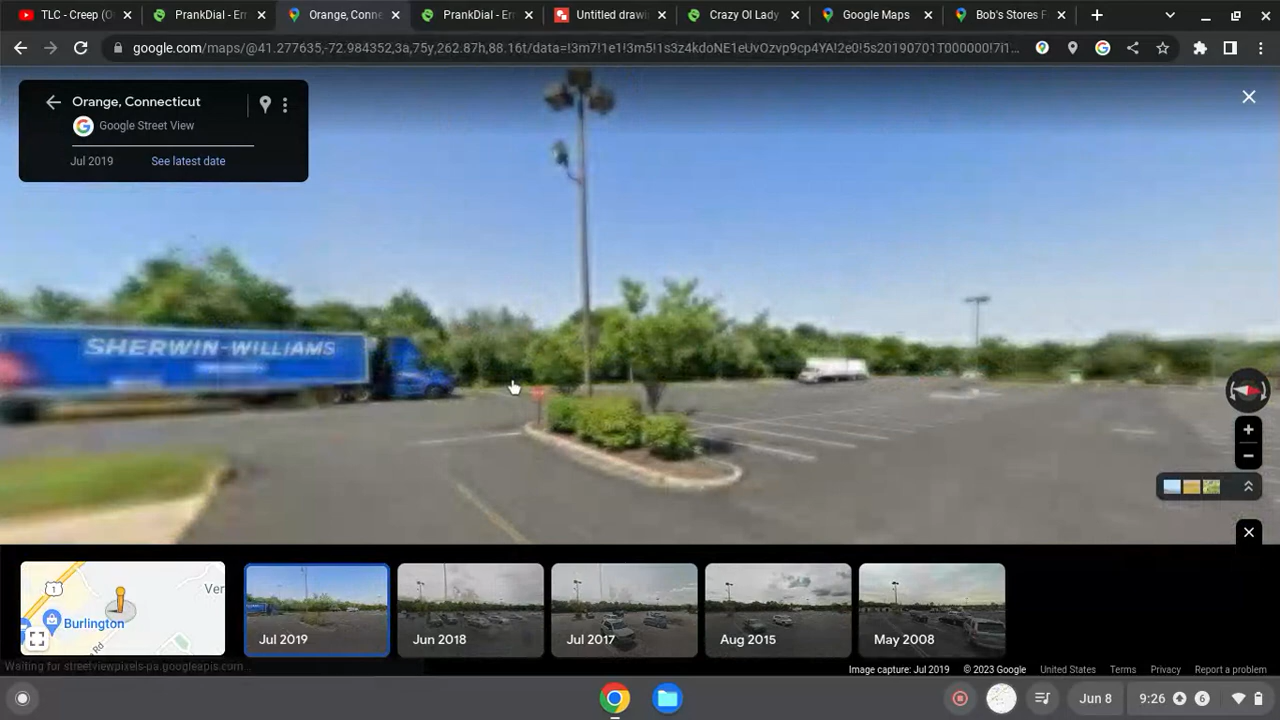 TLC - Creep (O
PrankDial - Err
Orange, Conne
PrankDial - Err
Untitled drawi
Crazy Ol Lady
Google Maps
Bob's Stores F
google.com/maps/@41.277635,-72.984352,3a,75y,262.87h,88.16t/data=!3m7!1e1!3m5!1s3z4kdoNE1eUvOzvp9cp4YA!2e0!5s20190701T000000!7i1...
Orange, Connecticut
Google Street View
Jul 2019
See latest date
SHERWIN-WILLIAMS
1
Ver
Burlington
Rd
Jul 2019
Jun 2018
Jul 2017
Aug 2015
May 2008
Waiting for streetviewpixels-pa.googleapis.com...
Image capture: Jul 2019
© 2023 Google
United States
Terms
Privacy
Report a problem
Jun 8
9:26
6